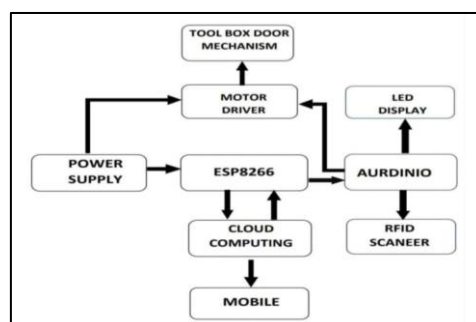 TOOL BOX DOOR
MECHANISM
MOTOR
DRIVER
LED
DISPLAY
POWER
SUPPLY
ESP8266
AURDINIO
CLOUD
COMPUTING
RFID
SCANEER
MOBILE